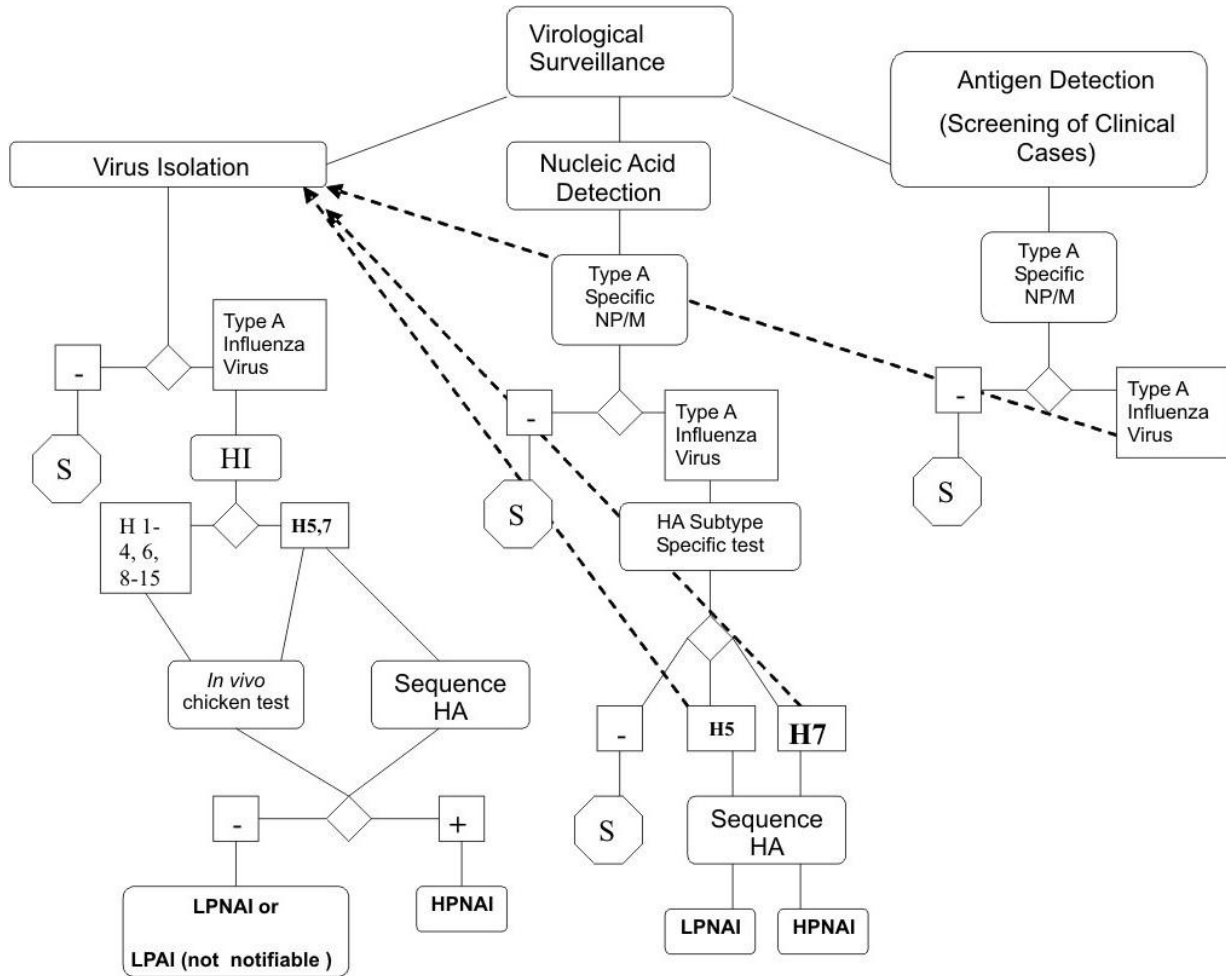 Virological
Surveillance
Antigen Detection
(Screening of Clinical
Cases)
Virus Isolation
Nucleic Acid
Detection
Type A
Specific
NP/M
Type A
Specific
NP/M
-
Type A
Influenza
Virus
-
Type A
Influenza
Virus
-
Type A
Influenza
Virus
S
HI
S
S
H 1-
4, 6,
8-15
H5,7
HA Subtype
Specific test
In vivo
chicken test
Sequence
HA
-
H5
H7
-
+
S
Sequence
HA
LPNAI or
LPAI (not notifiable )
HPNAI
LPNAI
HPNAI